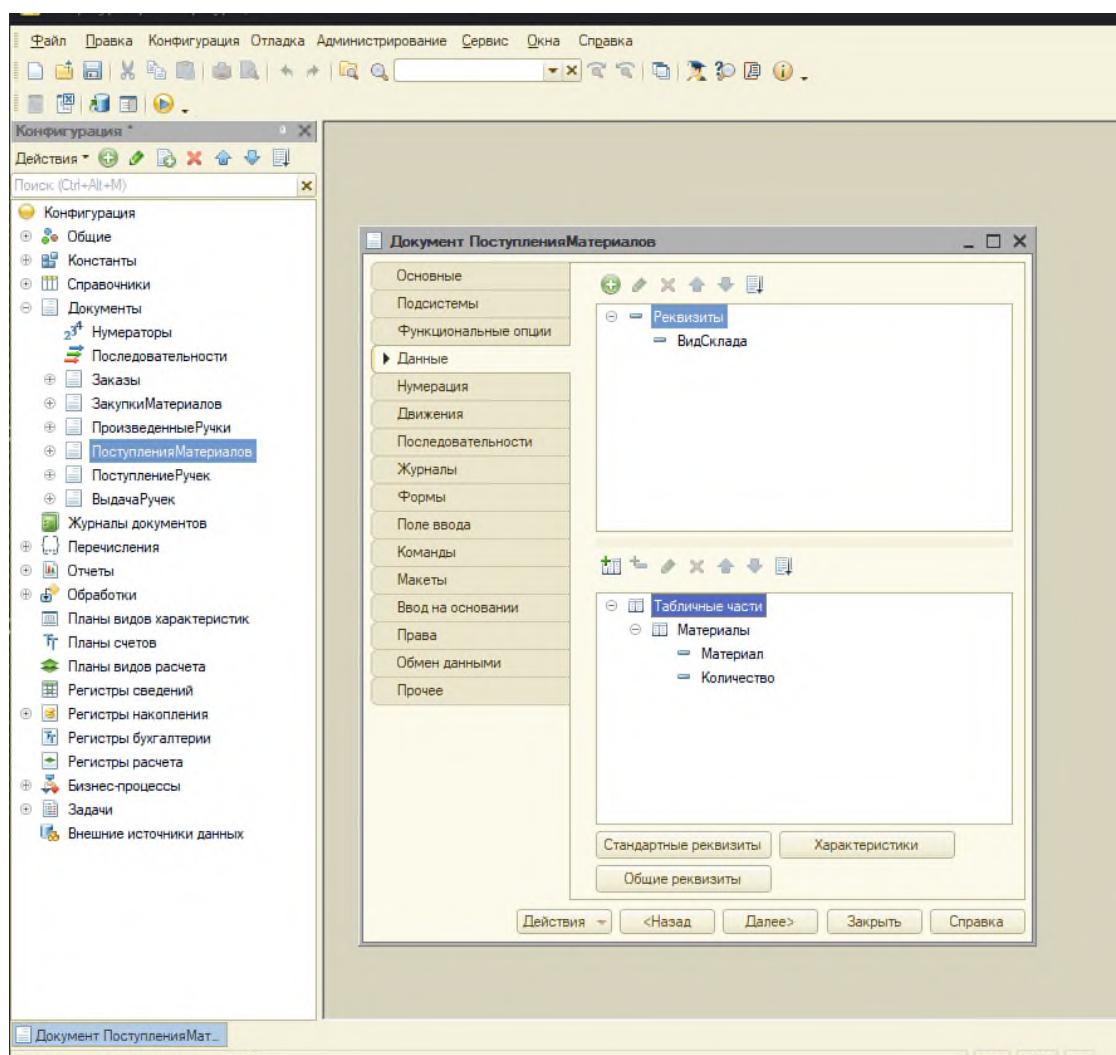 Файл Правка Конфигурация Отладка Администрирование Сервис Окна Справка
Конфигурация *
Действия
Поиск (Ctrl+Alt+M)
Конфигурация
Общие
Константы
Справочники
Документы
Нумераторы
Последовательности
Заказы
ЗакупкиМатериалов
ПроизведенныеРучки
ПоступленияМатериалов
ПоступлениеРучек
ВыдачаРучек
Журналы документов
Перечисления
Отчеты
Обработки
Планы видов характеристик
Планы счетов
Планы видов расчета
Регистры сведений
Регистры накопления
Регистры бухгалтерии
Регистры расчета
Бизнес-процессы
Задачи
Внешние источники данных
Документ ПоступленияМатериалов
Основные
Подсистемы
Функциональные опции
Данные
Нумерация
Движения
Последовательности
Журналы
Формы
Поле ввода
Команды
Макеты
Ввод на основании
Права
Обмен данными
Прочее
Реквизиты
ВидСклада
Табличные части
Материалы
Материал
Количество
Стандартные реквизиты Характеристики
Общие реквизиты
Действия <Назад Далее> Закрыть Справка
Документ ПоступленияМат...